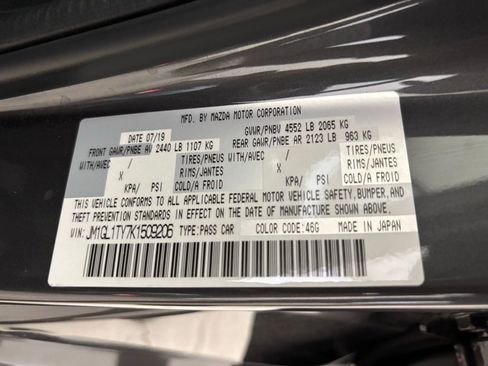 MFD. BY MAZDA MOTOR CORPORATION
DATE 07/19 GVWR/PNBV 4552 LB 2065 KG
FRONT GAWR/PNBE AV 2440 LB 1107 KG REAR GAWR/PNBE AR 2123 LB 963 KG
WITH/AVEC / TIRES/PNEUS WITH/AVEC / TIRES/PNEUS
X RIMS/JANTES X RIMS/JANTES
KPA/ PSI COLD/A FROID KPA/ PSI COLD/A FROID
THIS VEHICLE CONFORMS TO ALL APPLICABLE FEDERAL MOTOR VEHICLE SAFETY, BUMPER, AND
THEFT PREVENTION STANDARDS IN EFFECT ON THE DATE OF MANUFACTURE SHOWN ABOVE.
VIN: JM1GL1TV7K1509206 TYPE: PASS CAR COLOR CODE: 46G MADE IN JAPAN